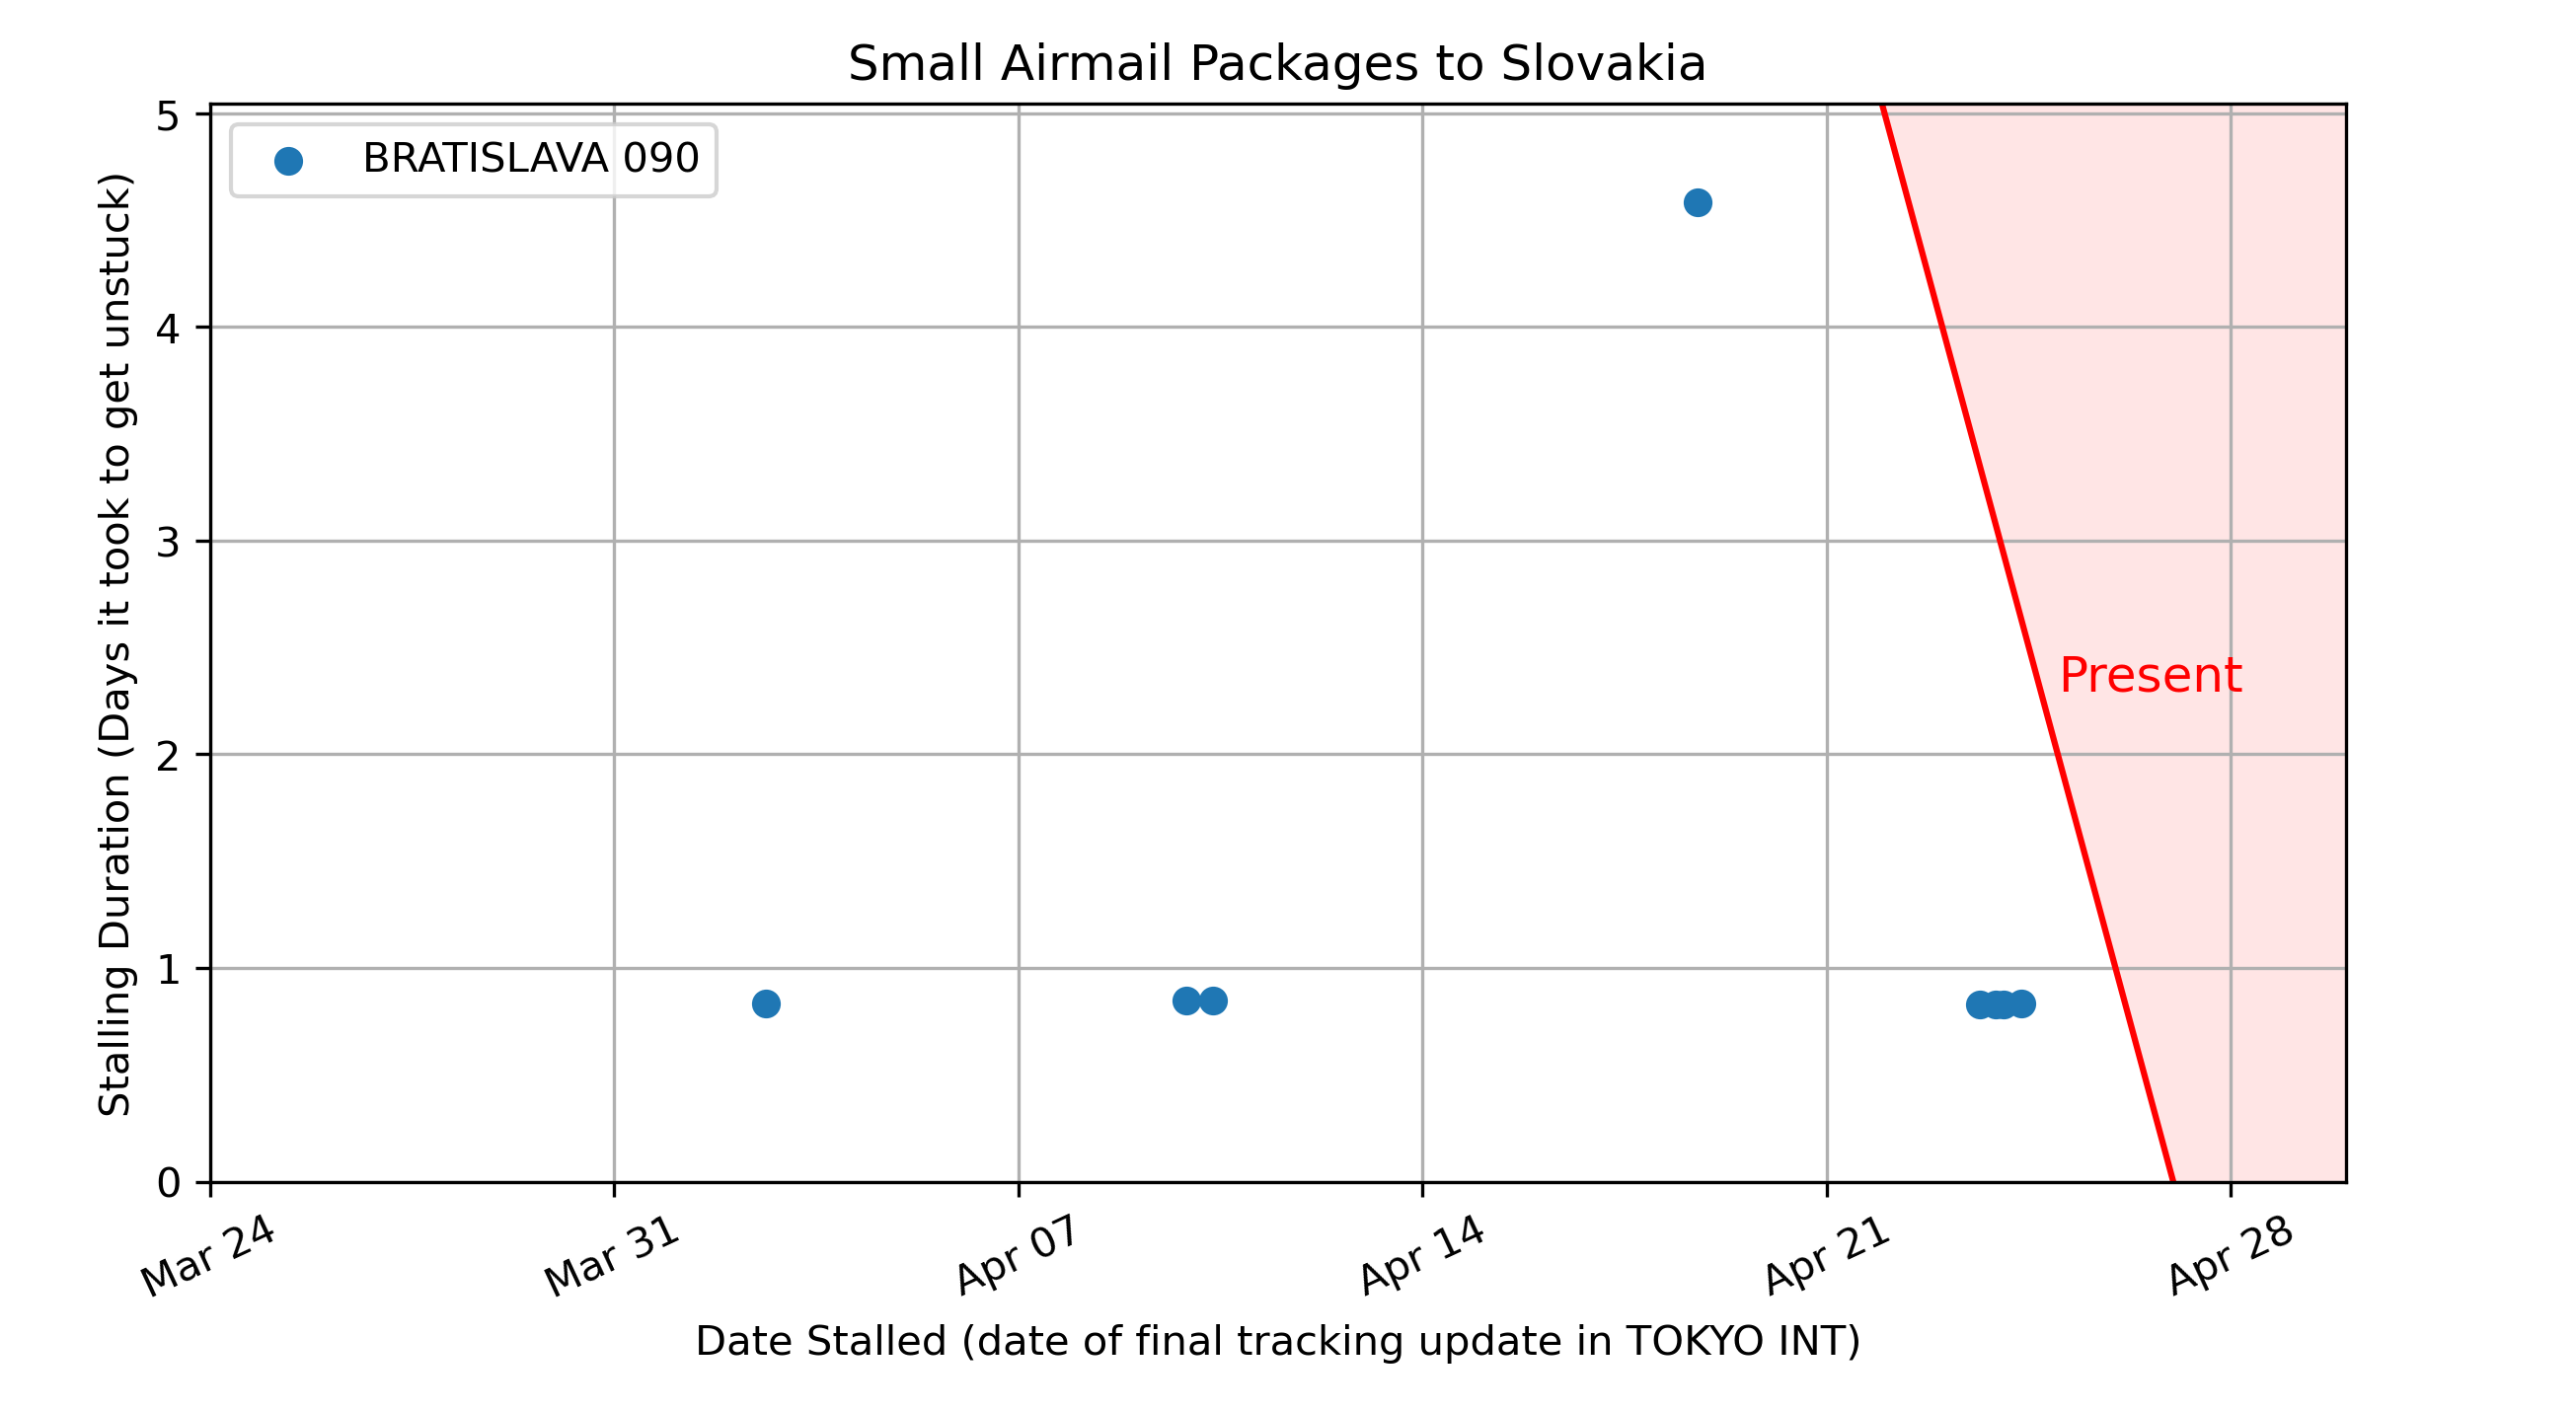 Small Airmail Packages to Slovakia
BRATISLAVA 090
Stalling Duration (Days it took to get unstuck)
5
4
3
2
1
0
Present
Mar 24
Mar 31
Apr 07
Apr 14
Apr 21
Apr 28
Date Stalled (date of final tracking update in TOKYO INT)